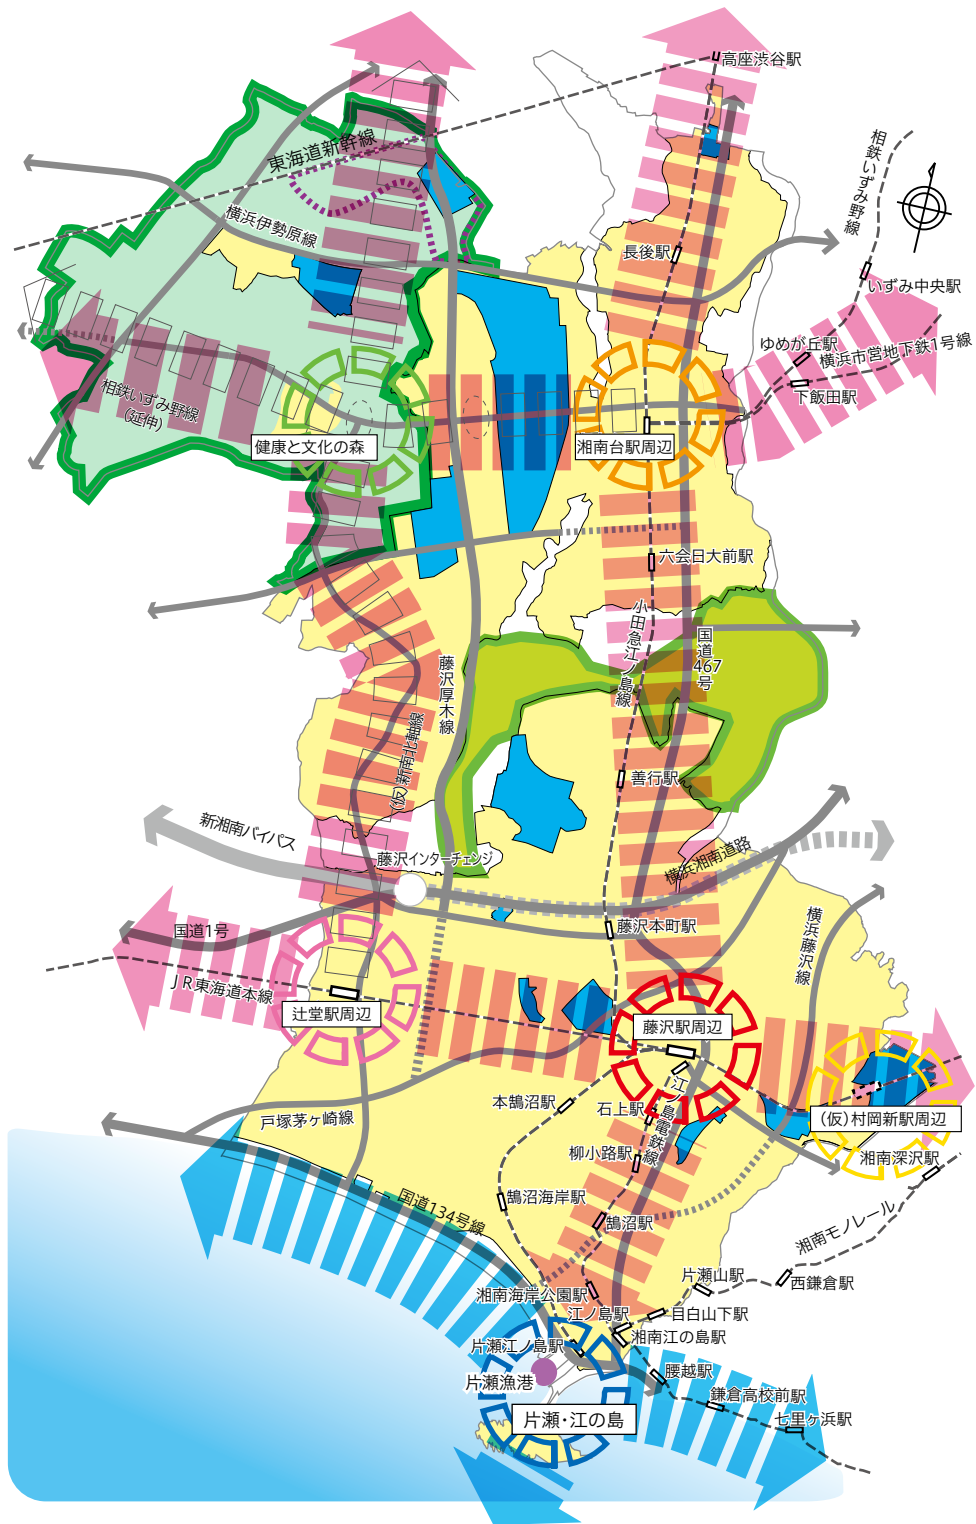 高座渋谷駅
東海道新幹線
相鉄いずみ野線
横浜伊勢原線
長後駅
いずみ中央駅
ゆめが丘駅
横浜市営地下鉄1号線
下飯田駅
相鉄いずみ野線
（延伸）
健康と文化の森
湘南台駅周辺
六会日大前駅
小田急江ノ島線
国道
467
号
藤沢厚木線
（仮）新南北軸線
善行駅
新湘南バイパス
藤沢インターチェンジ
横浜湘南道路
国道1号
藤沢本町駅
横浜藤沢線
ＪＲ東海道本線
辻堂駅周辺
藤沢駅周辺
江ノ島電鉄線
本鵠沼駅
石上駅
戸塚茅ヶ崎線
（仮）村岡新駅周辺
柳小路駅
湘南深沢駅
鵠沼海岸駅
国道134号線
鵠沼駅
湘南モノレール
片瀬山駅
西鎌倉駅
湘南海岸公園駅
江ノ島駅
目白山下駅
片瀬江ノ島駅
湘南江の島駅
片瀬漁港
腰越駅
鎌倉高校前駅
片瀬・江の島
七里ヶ浜駅